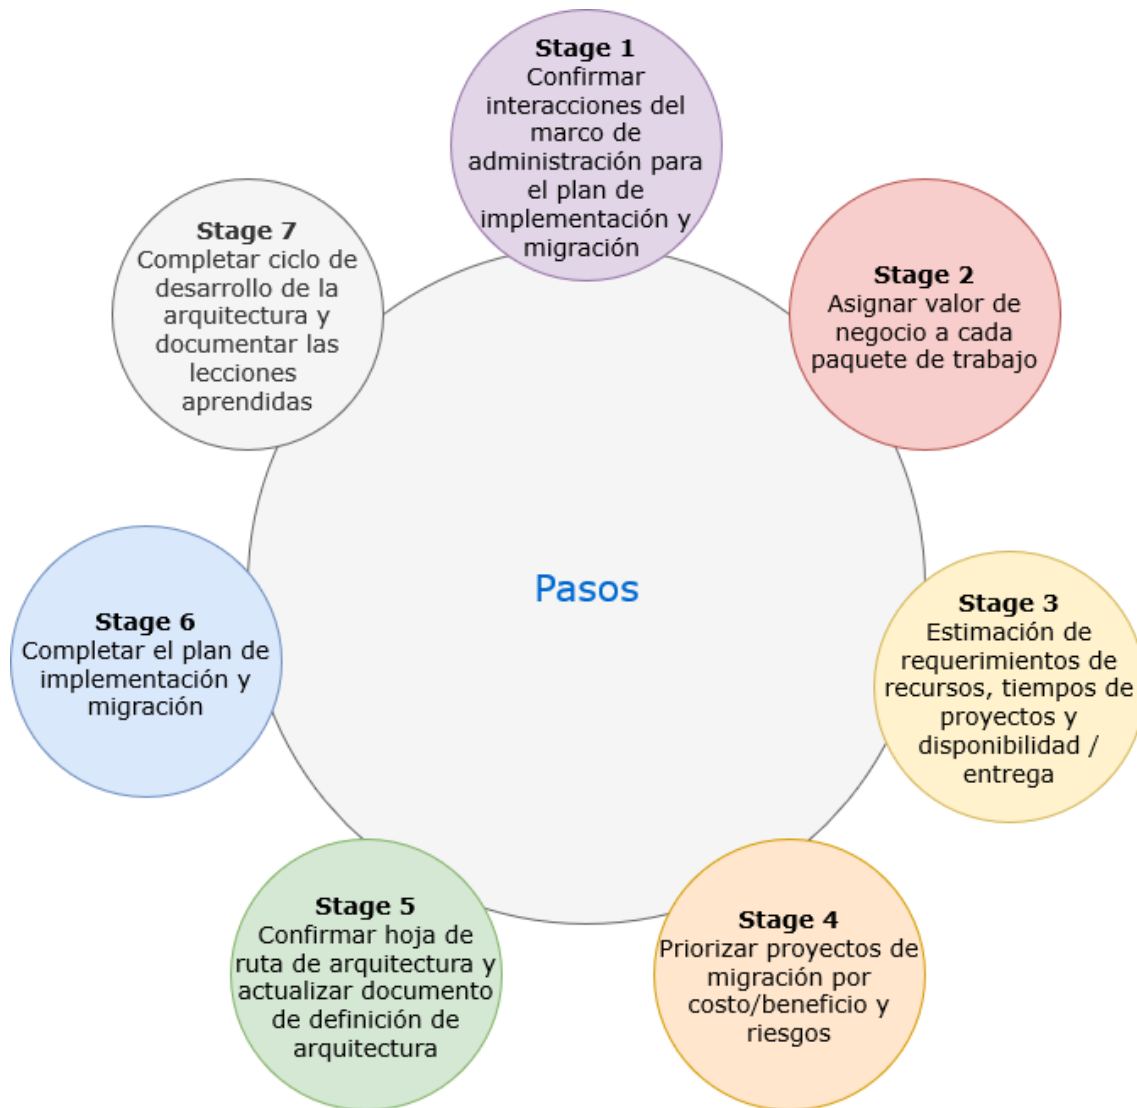 Stage 1
Confirmar
interacciones del
marco de
administración para
el plan de
implementación y
migración
Stage 2
Asignar valor de
negocio a cada
paquete de trabajo
Stage 3
Estimación de
requerimientos de
recursos, tiempos de
proyectos y
disponibilidad /
entrega
Stage 4
Priorizar proyectos de
migración por
costo/beneficio y
riesgos
Stage 5
Confirmar hoja de
ruta de arquitectura y
actualizar documento
de definición de
arquitectura
Stage 6
Completar el plan de
implementación y
migración
Stage 7
Completar ciclo de
desarrollo de la
arquitectura y
documentar las
lecciones
aprendidas
Pasos